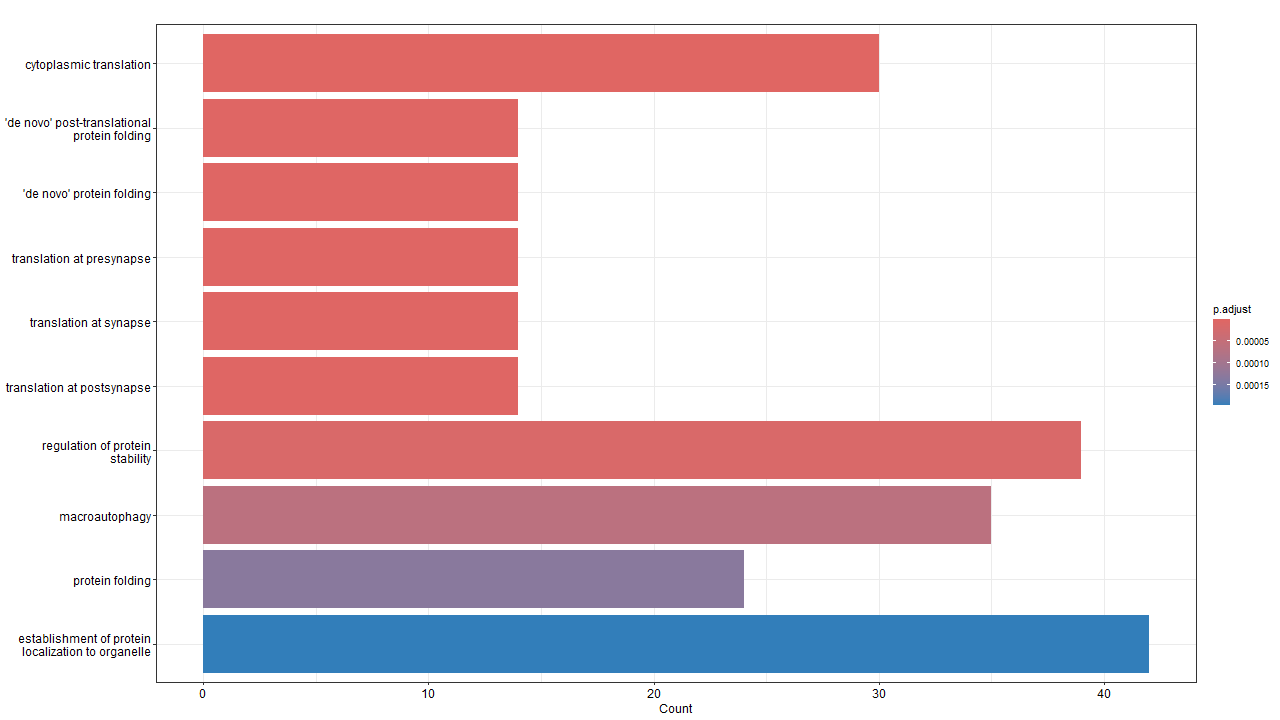 cytoplasmic translation
'de novo' post-translational
protein folding
'de novo' protein folding
translation at presynapse
translation at synapse
translation at postsynapse
regulation of protein
stability
macroautophagy
protein folding
establishment of protein
localization to organelle
0
10
20
30
40
Count
p.adjust
0.00005
0.00010
0.00015